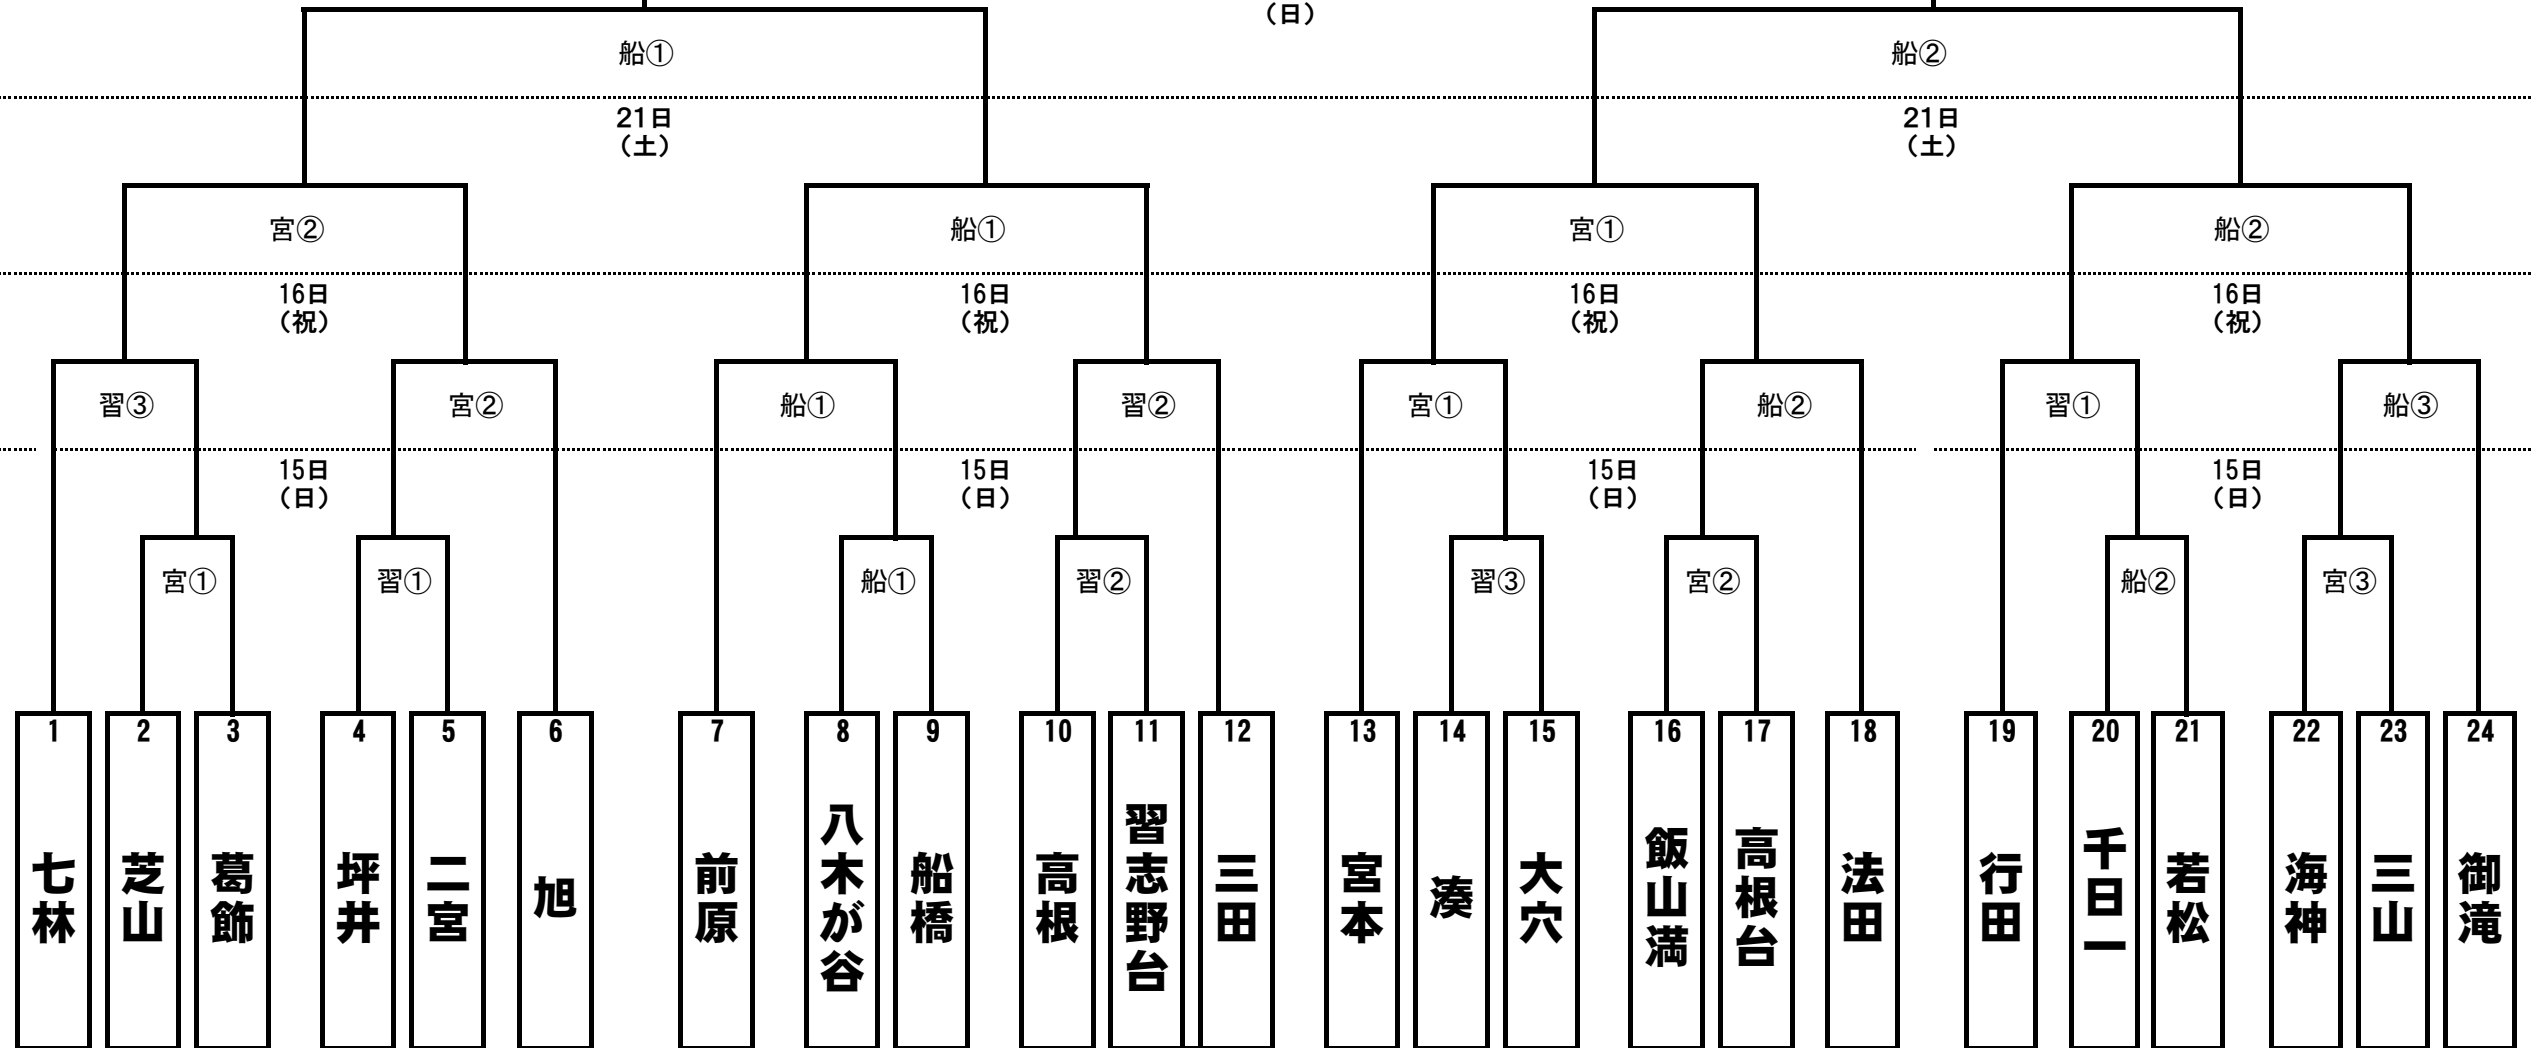 （日）
船①
船②
21日
（土）
21日
（土）
宮②
船①
宮①
船②
16日
（祝）
16日
（祝）
16日
（祝）
16日
（祝）
習③
宮②
船①
習②
宮①
船②
習①
船③
15日
（日）
15日
（日）
15日
（日）
15日
（日）
宮①
習①
船①
習②
習③
宮②
船②
宮③
1
七林
2
芝山
3
葛飾
4
坪井
5
二宮
6
旭
7
前原
8
八木が谷
9
船橋
10
高根
11
習志野台
12
三田
13
宮本
14
湊
15
大穴
16
飯山満
17
高根台
18
法田
19
行田
20
千日一
21
若松
22
海神
23
三山
24
御滝